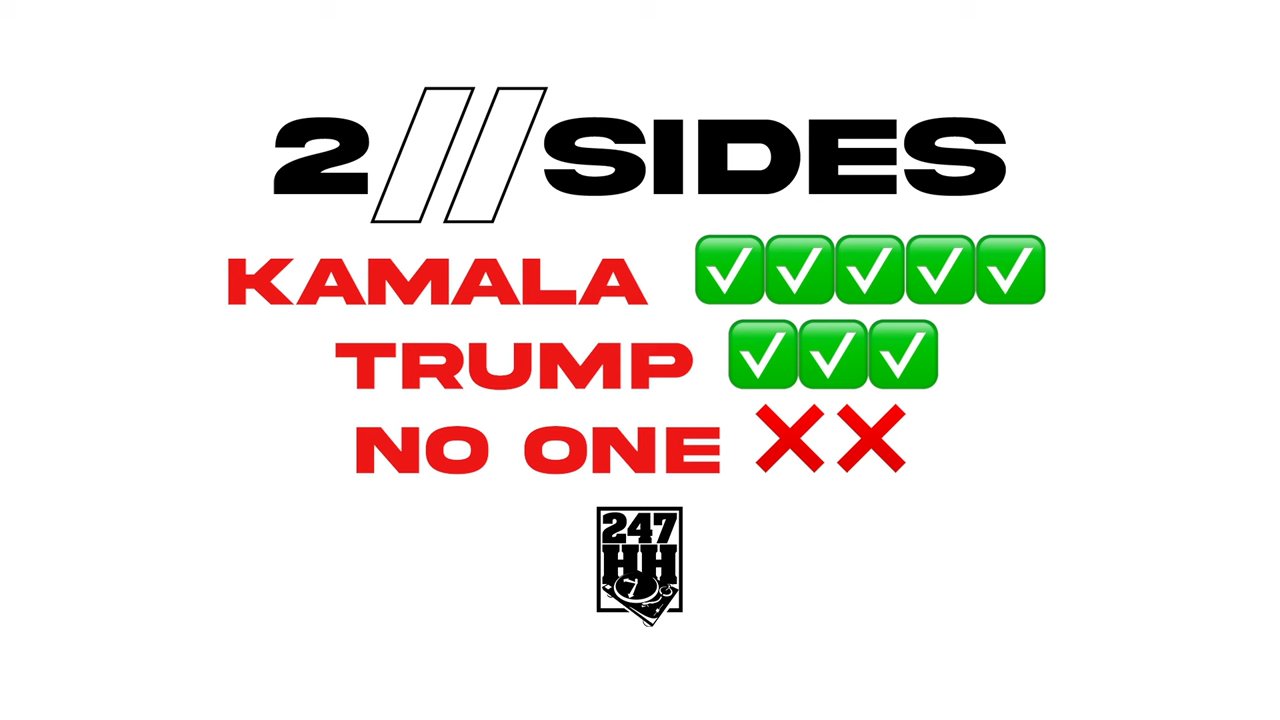 2//SIDES
KAMALA ✅✅✅✅✅
TRUMP ✅✅✅
NO ONE ❌❌
247
HH